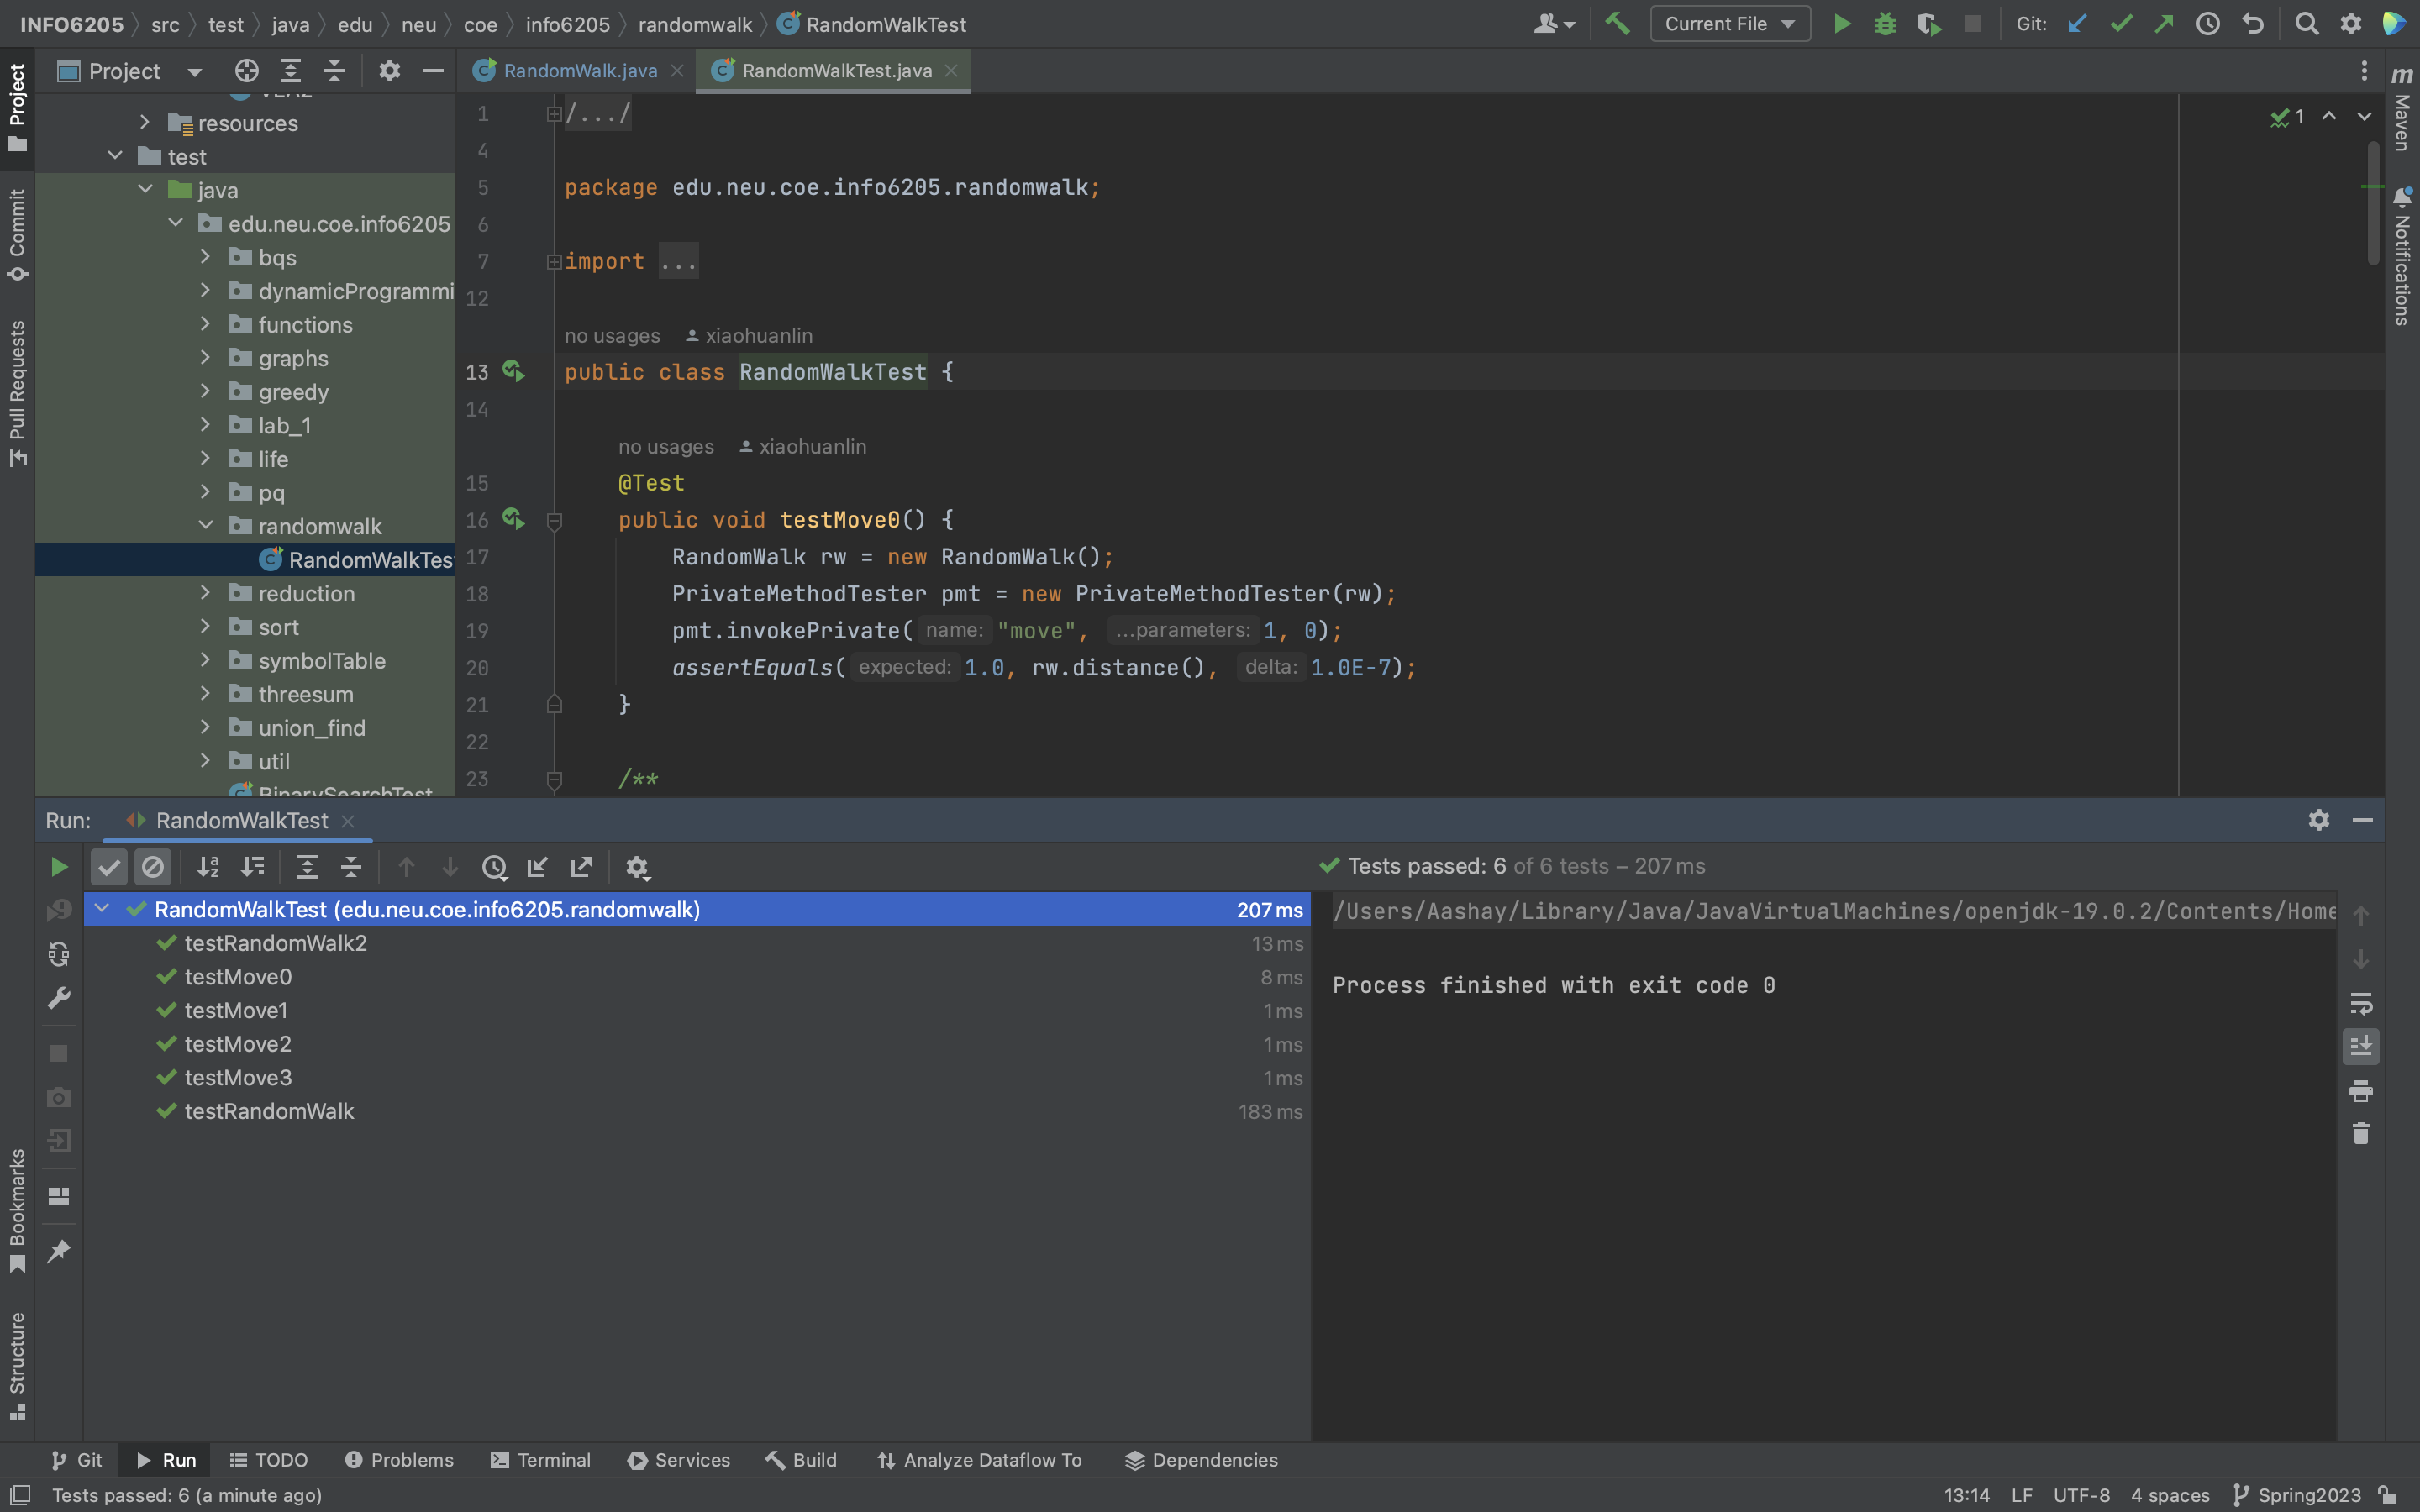 INFO6205 src test java edu neu coe info6205 randomwalk RandomWalkTest Current File Git:
Project
RandomWalk.java RandomWalkTest.java
Project
Commit
Pull Requests
Bookmarks
Structure
resources
test
java
edu.neu.coe.info6205
bqs
dynamicProgrammi
functions
graphs
greedy
lab_1
life
pq
randomwalk
RandomWalkTes
reduction
sort
symbolTable
threesum
union_find
util
BinarySearchTest
1 /.../
4
5 package edu.neu.coe.info6205.randomwalk;
6
7 import ...
12
no usages xiaohuanlin
13 public class RandomWalkTest {
14
no usages xiaohuanlin
15 @Test
16 public void testMove0() {
17 RandomWalk rw = new RandomWalk();
18 PrivateMethodTester pmt = new PrivateMethodTester(rw);
19 pmt.invokePrivate( name: "move", ...parameters: 1, 0);
20 assertEquals( expected: 1.0, rw.distance(), delta: 1.0E-7);
21 }
22
23 /**
1
m
Maven
Notifications
Run: RandomWalkTest
Tests passed: 6 of 6 tests – 207 ms
RandomWalkTest (edu.neu.coe.info6205.randomwalk) 207 ms
testRandomWalk2 13 ms
testMove0 8 ms
testMove1 1 ms
testMove2 1 ms
testMove3 1 ms
testRandomWalk 183 ms
/Users/Aashay/Library/Java/JavaVirtualMachines/openjdk-19.0.2/Contents/Home
Process finished with exit code 0
Git Run TODO Problems Terminal Services Build Analyze Dataflow To Dependencies
Tests passed: 6 (a minute ago) 13:14 LF UTF-8 4 spaces Spring2023